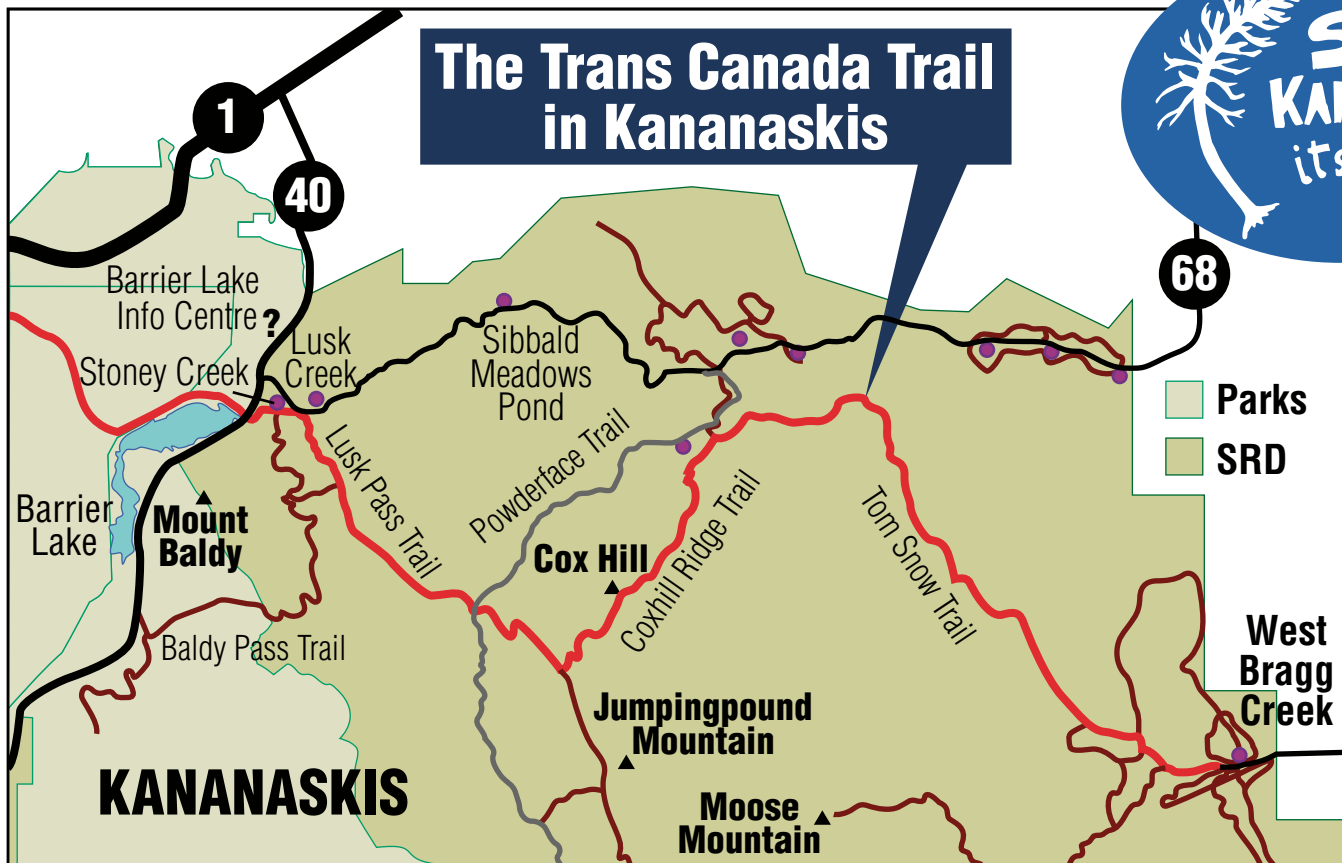 The Trans Canada Trail
in Kananaskis
1
40
68
it's
Barrier Lake
Info Centre ?
Lusk
Creek
Stoney Creek
Sibbald
Meadows
Pond
Parks
SRD
Barrier
Lake
Mount
Baldy
Lusk Pass Trail
Powderface Trail
Cox Hill
Coxhill Ridge Trail
Tom Snow Trail
Baldy Pass Trail
West
Bragg
Creek
Jumpingpound
Mountain
KANANASKIS
Moose
Mountain